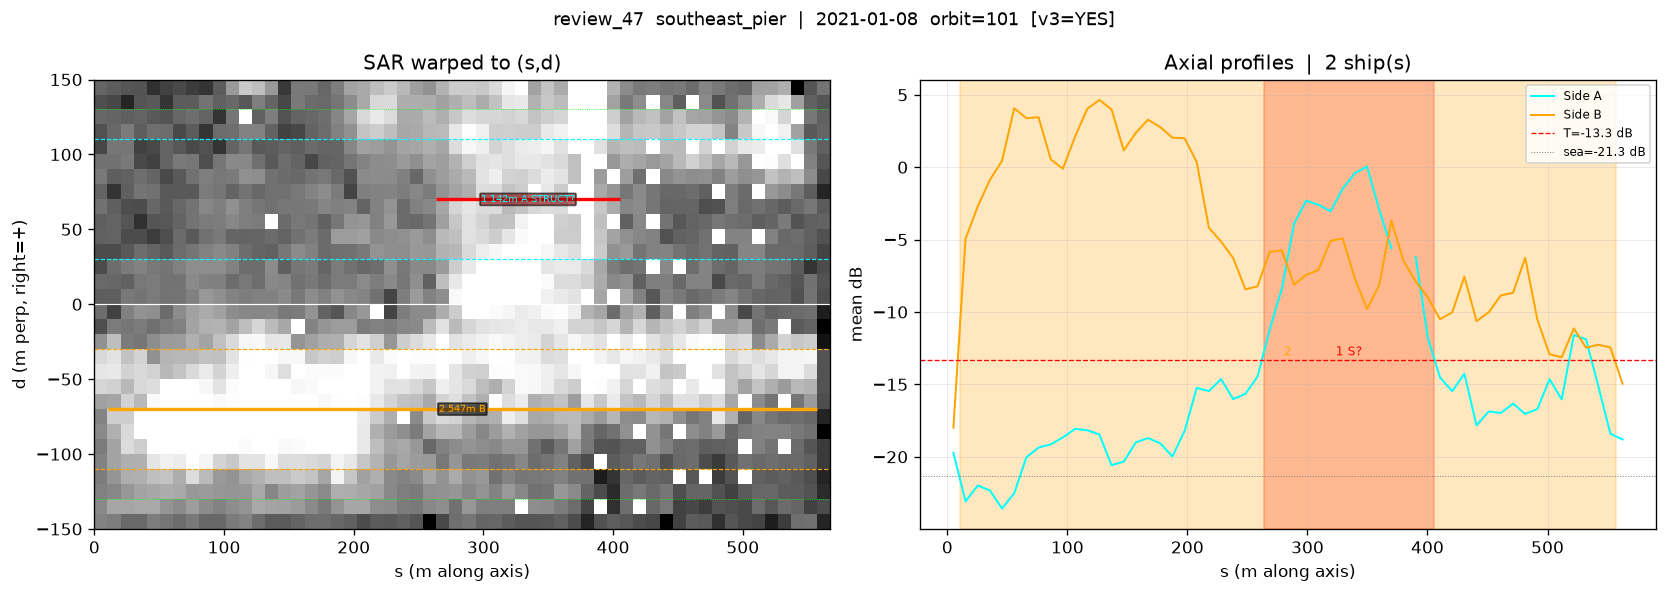 review_47 southeast_pier | 2021-01-08 orbit=101 [v3=YES]
SAR warped to (s,d)
150
100
50
0
−50
−100
−150
d (m perp, right=+)
1 142m A STRUCT?
2 547m B
0
100
200
300
400
500
s (m along axis)
Axial profiles | 2 ship(s)
5
0
−5
−10
−15
−20
mean dB
Side A
Side B
T=-13.3 dB
sea=-21.3 dB
2
1 S?
0
100
200
300
400
500
s (m along axis)